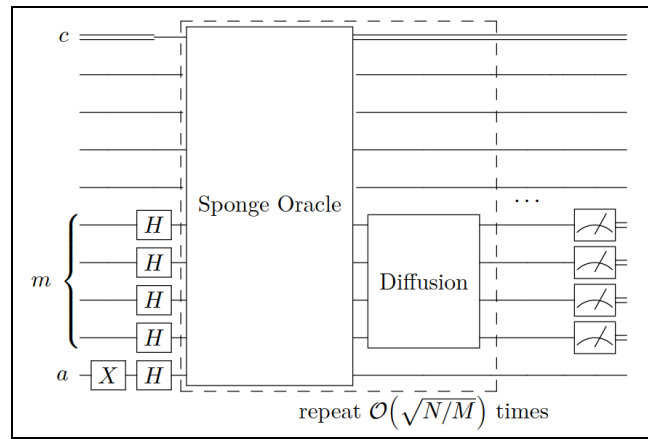 c
Sponge Oracle
...
m
H
H
H
H
Diffusion
a
X
H
repeat O(√N/M) times